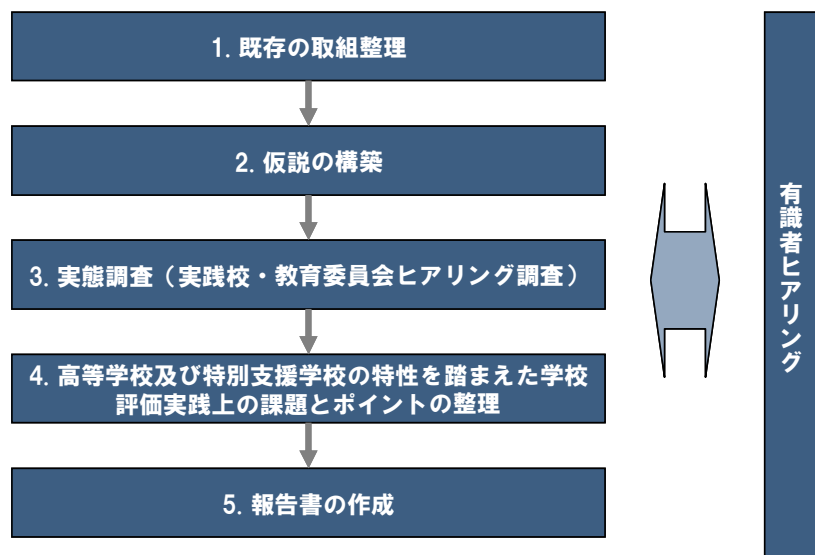 1. 既存の取組整理
2. 仮説の構築
3. 実態調査（実践校・教育委員会ヒアリング調査）
4. 高等学校及び特別支援学校の特性を踏まえた学校
評価実践上の課題とポイントの整理
5. 報告書の作成
有識者ヒアリング